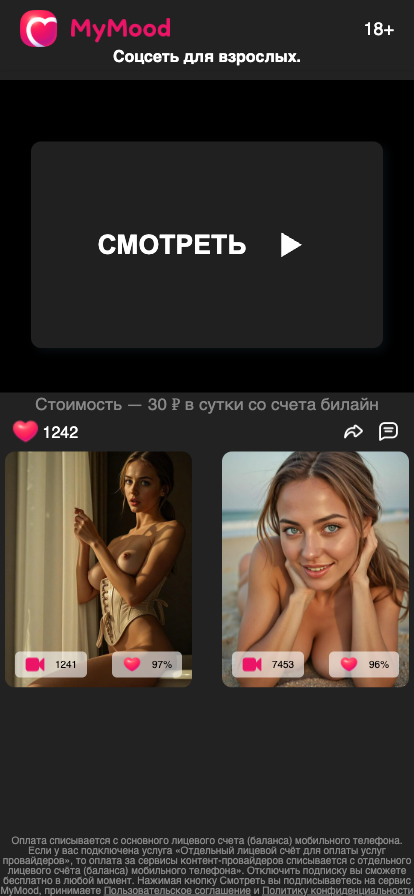 MyMood
18+
Соцсеть для взрослых.
СМОТРЕТЬ
Стоимость — 30 ₽ в сутки со счета билайн
1242
1241
97%
7453
96%
Оплата списывается с основного лицевого счета (баланса) мобильного телефона.
Если у вас подключена услуга «Отдельный лицевой счёт для оплаты услуг
провайдеров», то оплата за сервисы контент-провайдеров списывается с отдельного
лицевого счёта (баланса) мобильного телефона». Отключить подписку вы сможете
бесплатно в любой момент. Нажимая кнопку Смотреть вы подписываетесь на сервис
MyMood, принимаете Пользовательское соглашение и Политику конфиденциальности